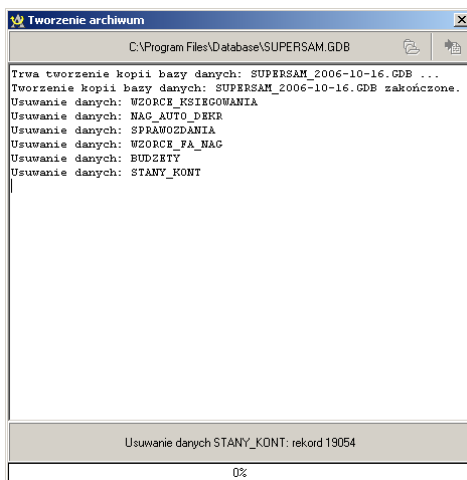 Tworzenie archiwum
C:\Program Files\Database\SUPERSAM.GDB
Trwa tworzenie kopii bazy danych: SUPERSAM_2006-10-16.GDB ...
Tworzenie kopii bazy danych: SUPERSAM_2006-10-16.GDB zakończone.
Usuwanie danych: WZORCE_KSIEGOWANIA
Usuwanie danych: NAG_AUTO_DEKR
Usuwanie danych: SPRAWOZDANIA
Usuwanie danych: WZORCE_FA_NAG
Usuwanie danych: BUDZETY
Usuwanie danych: STANY_KONT
Usuwanie danych STANY_KONT: rekord 19054
0%